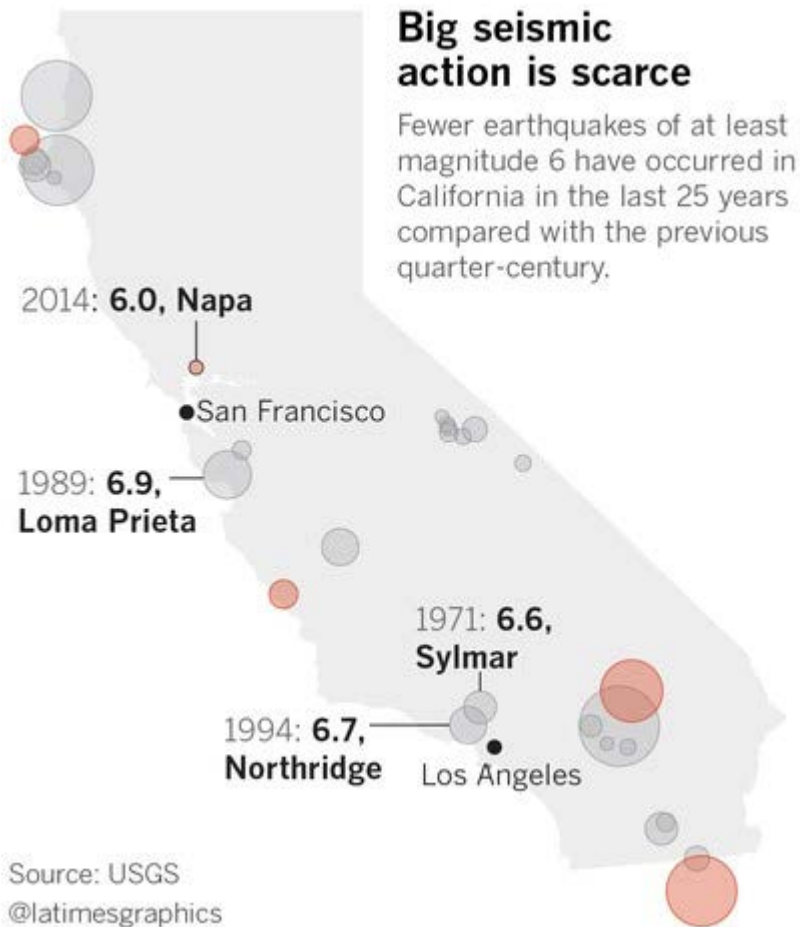 Big seismic
action is scarce
Fewer earthquakes of at least
magnitude 6 have occurred in
California in the last 25 years
compared with the previous
quarter-century.
2014: 6.0, Napa
San Francisco
1989: 6.9,
Loma Prieta
1971: 6.6,
Sylmar
1994: 6.7,
Northridge
Los Angeles
Source: USGS
@latimesgraphics